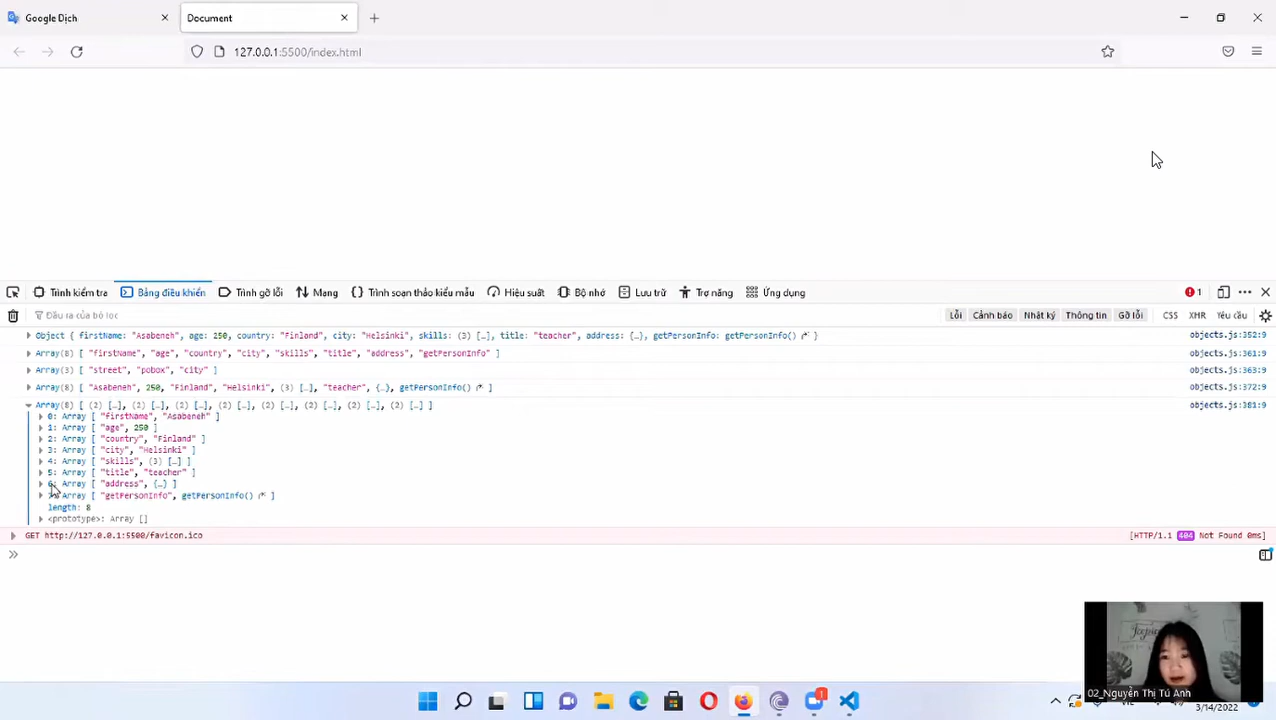 Google Dịch
Document
127.0.0.1:5500/index.html
Trình kiểm tra Bảng điều khiển Trình gỡ lỗi Mạng Trình soạn thảo kiểu mẫu Hiệu suất Bộ nhớ Lưu trữ Trợ năng Ứng dụng 1
Đầu ra của bộ lọc Lỗi Cảnh báo Nhật ký Thông tin Gỡ lỗi CSS XHR Yêu cầu
Object { firstName: "Asabeneh", age: 250, country: "Finland", city: "Helsinki", skills: (3) […], title: "teacher", address: {…}, getPersonInfo: getPersonInfo() } objects.js:352:9
Array(8) [ "firstName", "age", "country", "city", "skills", "title", "address", "getPersonInfo" ] objects.js:361:9
Array(3) [ "street", "pobox", "city" ] objects.js:363:9
Array(8) [ "Asabeneh", 250, "Finland", "Helsinki", (3) […], "teacher", {…}, getPersonInfo() ] objects.js:372:9
Array(8) [ (2) […], (2) […], (2) […], (2) […], (2) […], (2) […], (2) […], (2) […] ] objects.js:381:9
0: Array [ "firstName", "Asabeneh" ]
1: Array [ "age", 250 ]
2: Array [ "country", "Finland" ]
3: Array [ "city", "Helsinki" ]
4: Array [ "skills", (3) […] ]
5: Array [ "title", "teacher" ]
6: Array [ "address", {…} ]
7: Array [ "getPersonInfo", getPersonInfo() ]
length: 8
<prototype>: Array []
GET http://127.0.0.1:5500/favicon.ico [HTTP/1.1 404 Not Found 0ms]
02_Nguyễn Thị Tú Anh
1
3/14/2022